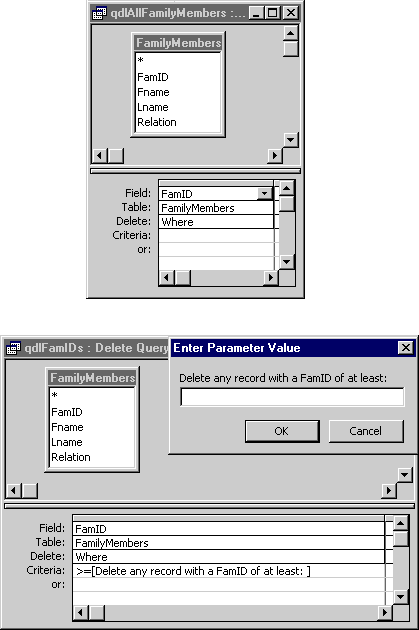 qdlAllFamilyMembers :...
FamilyMembers
*
FamID
Fname
Lname
Relation
Field: FamID
Table: FamilyMembers
Delete: Where
Criteria:
or:
qdlFamIDs : Delete Query
Enter Parameter Value
FamilyMembers
*
FamID
Fname
Lname
Relation
Delete any record with a FamID of at least:
OK Cancel
Field: FamID
Table: FamilyMembers
Delete: Where
Criteria: >=[Delete any record with a FamID of at least: ]
or: